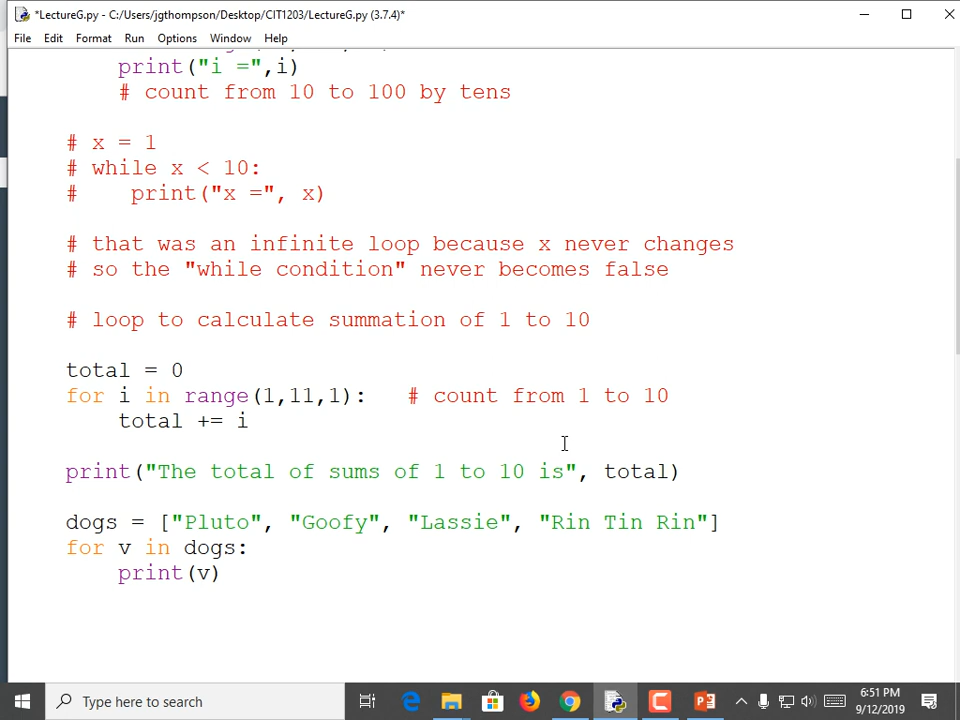 *LectureG.py - C:/Users/jgthompson/Desktop/CIT1203/LectureG.py (3.7.4)*
File Edit Format Run Options Window Help
print("i =",i)
# count from 10 to 100 by tens
# x = 1
# while x < 10:
#    print("x =", x)
# that was an infinite loop because x never changes
# so the "while condition" never becomes false
# loop to calculate summation of 1 to 10
total = 0
for i in range(1,11,1):   # count from 1 to 10
    total += i
print("The total of sums of 1 to 10 is", total)
dogs = ["Pluto", "Goofy", "Lassie", "Rin Tin Rin"]
for v in dogs:
    print(v)
Type here to search
6:51 PM
9/12/2019